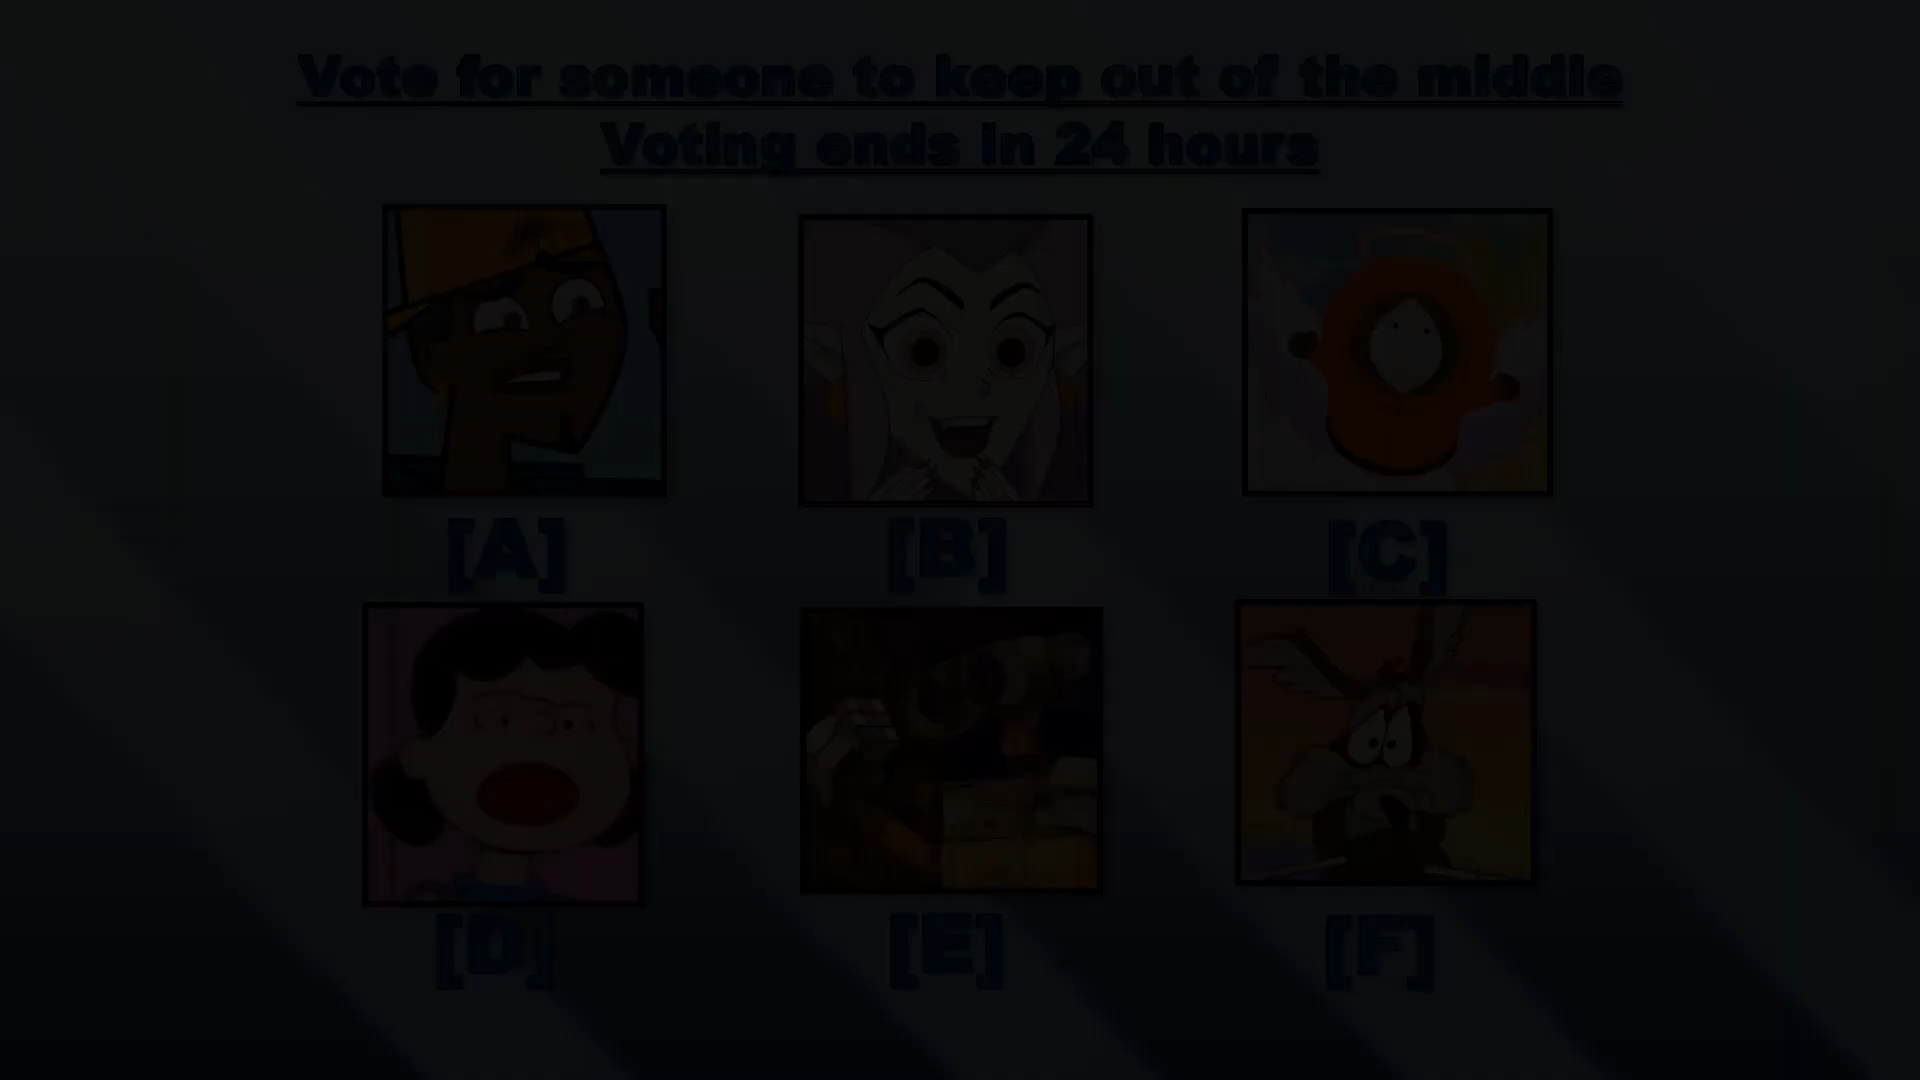 Vote for someone to keep out of the middle
Voting ends in 24 hours
[A]
[B]
[C]
[D]
[E]
[F]